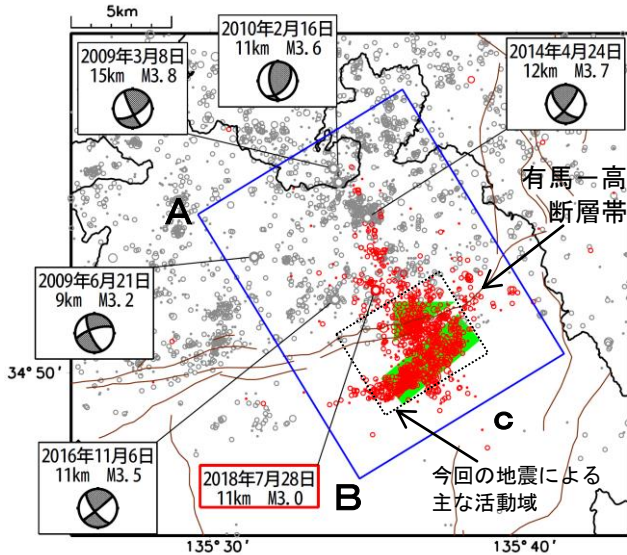 5km
2009年3月8日
15km M3.8
2010年2月16日
11km M3.6
2014年4月24日
12km M3.7
有馬ー高
断層帯
A
2009年6月21日
9km M3.2
34°50'
2016年11月6日
11km M3.5
2018年7月28日
11km M3.0
B
c
今回の地震による
主な活動域
135°30'
135°40'